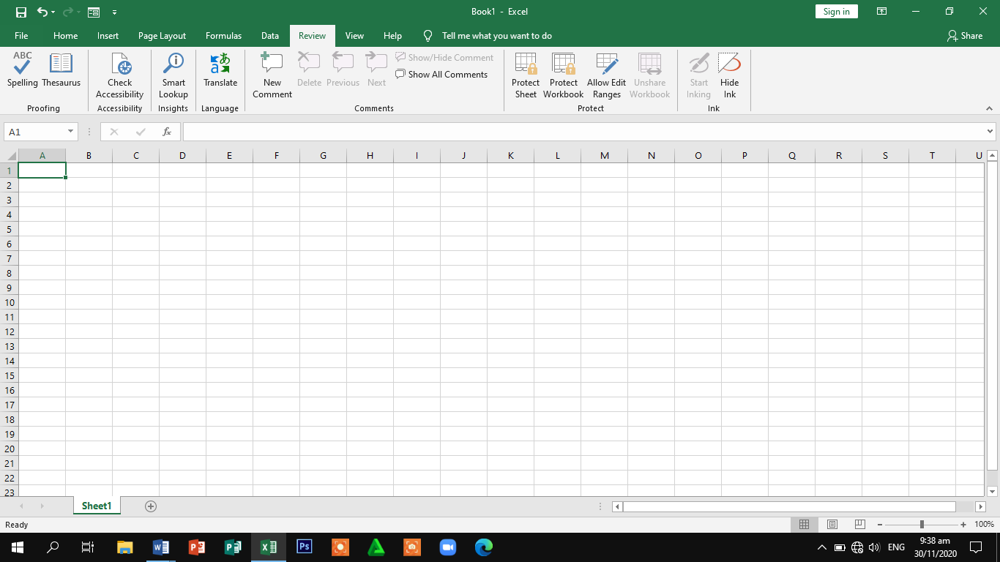 Book1 - Excel
Sign in
File Home Insert Page Layout Formulas Data Review View Help Tell me what you want to do Share
ABC
Spelling Thesaurus
Proofing
Check Accessibility
Accessibility
Smart Lookup
Insights
Translate
Language
New Comment
Delete Previous Next
Show/Hide Comment
Show All Comments
Comments
Protect Sheet
Protect Workbook
Allow Edit Ranges
Unshare Workbook
Protect
Start Inking
Hide Ink
Ink
A1
fx
A B C D E F G H I J K L M N O P Q R S T U
1
2
3
4
5
6
7
8
9
10
11
12
13
14
15
16
17
18
19
20
21
22
23
Sheet1
Ready
100%
ENG
9:38 am
30/11/2020